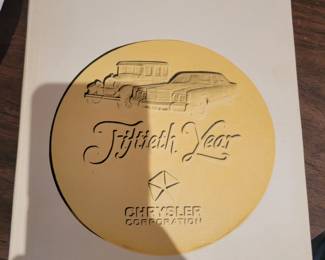 Fiftieth Year
CHRYSLER
CORPORATION